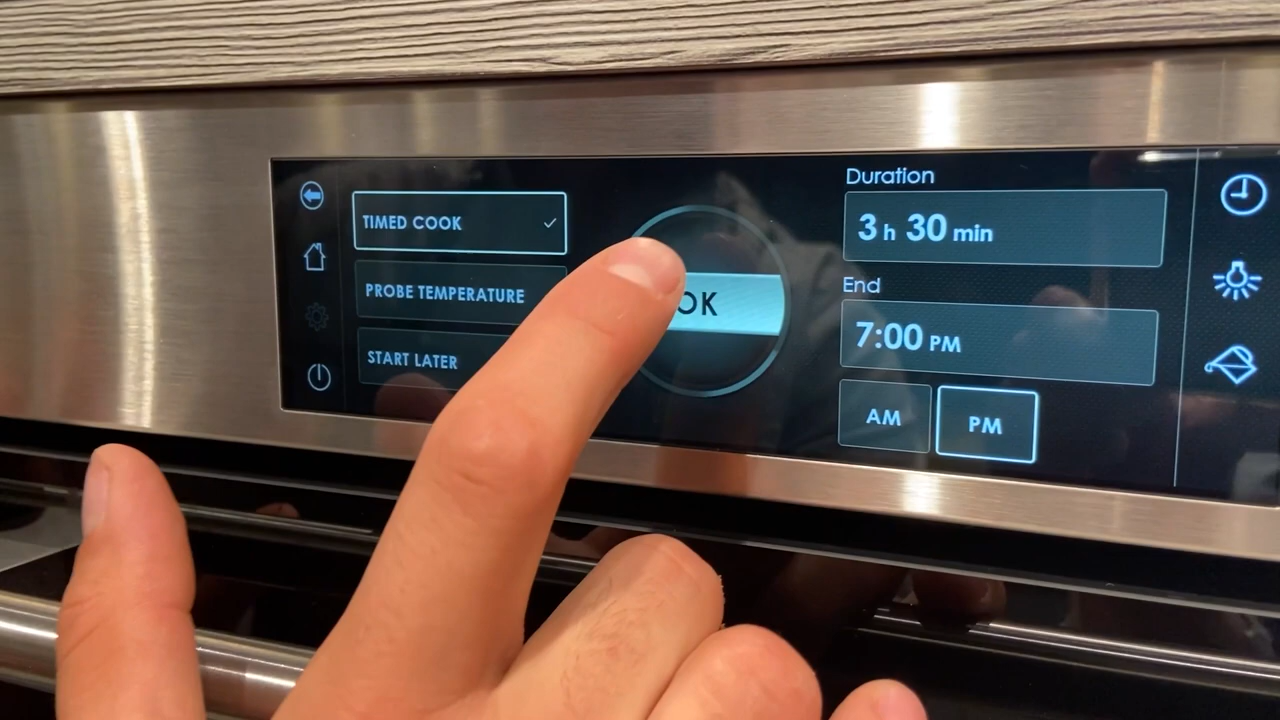 TIMED COOK
PROBE TEMPERATURE
START LATER
OK
Duration
3 h 30 min
End
7:00 PM
AM
PM